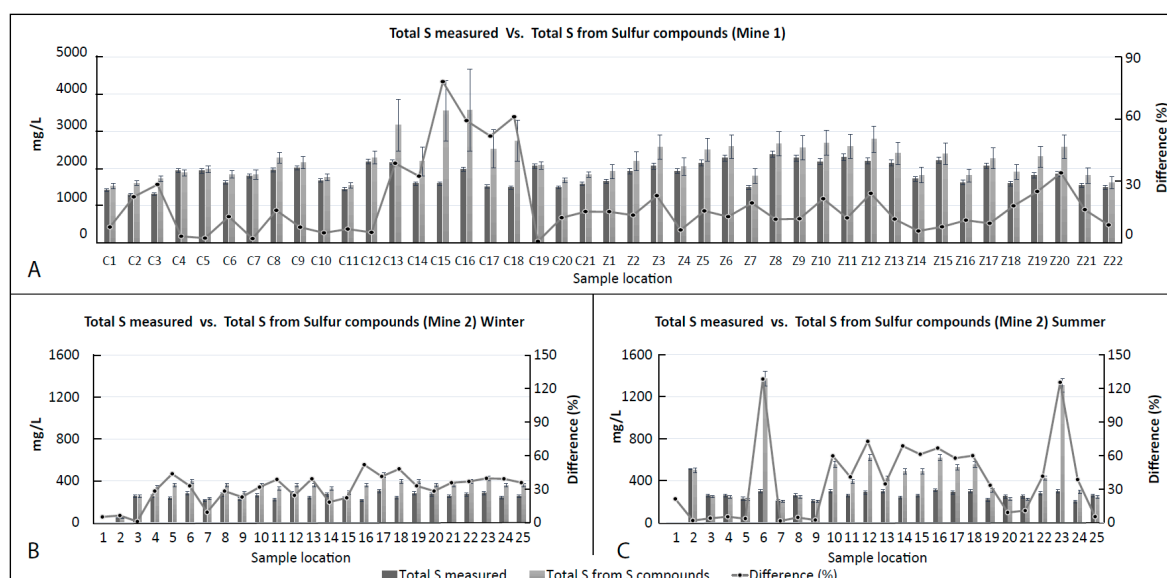 Total S measured Vs. Total S from Sulfur compounds (Mine 1)
5000
4000
3000
2000
1000
0
mg/L
90
60
30
0
Difference (%)
C1 C2 C3 C4 C5 C6 C7 C8 C9 C10 C11 C12 C13 C14 C15 C16 C17 C18 C19 C20 C21 Z1 Z2 Z3 Z4 Z5 Z6 Z7 Z8 Z9 Z10 Z11 Z12 Z13 Z14 Z15 Z16 Z17 Z18 Z19 Z20 Z21 Z22
Sample location
A
Total S measured vs. Total S from Sulfur compounds (Mine 2) Winter
1600
1200
800
400
0
mg/L
150
120
90
60
30
0
Difference (%)
1 2 3 4 5 6 7 8 9 10 11 12 13 14 15 16 17 18 19 20 21 22 23 24 25
Sample location
B
Total S measured vs. Total S from Sulfur compounds (Mine 2) Summer
1600
1200
800
400
0
mg/L
150
120
90
60
30
0
Difference (%)
1 2 3 4 5 6 7 8 9 10 11 12 13 14 15 16 17 18 19 20 21 22 23 24 25
Sample location
C
Total S measured Total S from S compounds Difference (%)